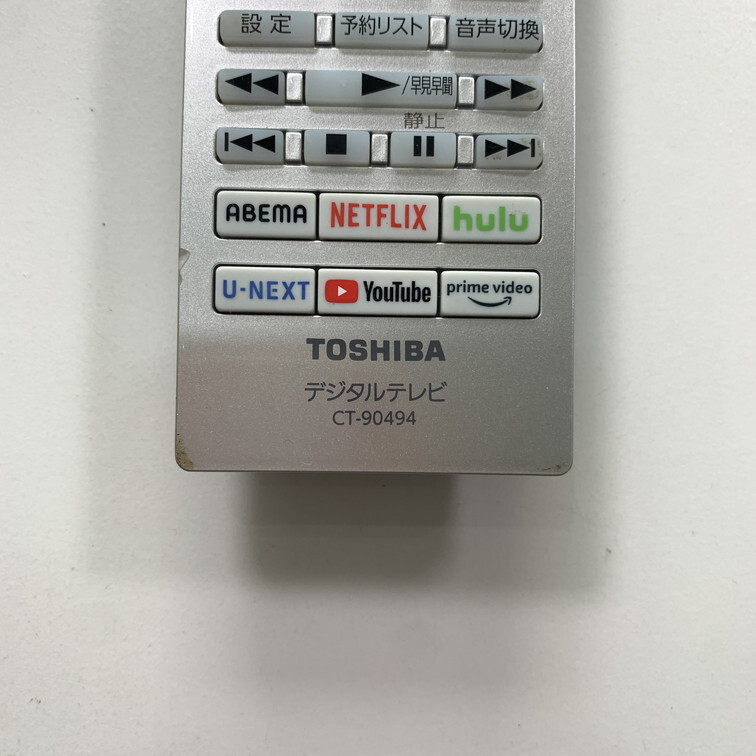 設定 予約リスト 音声切換
/早見早聞
静止
ABEMA NETFLIX hulu
U-NEXT YouTube prime video
TOSHIBA
デジタルテレビ
CT-90494